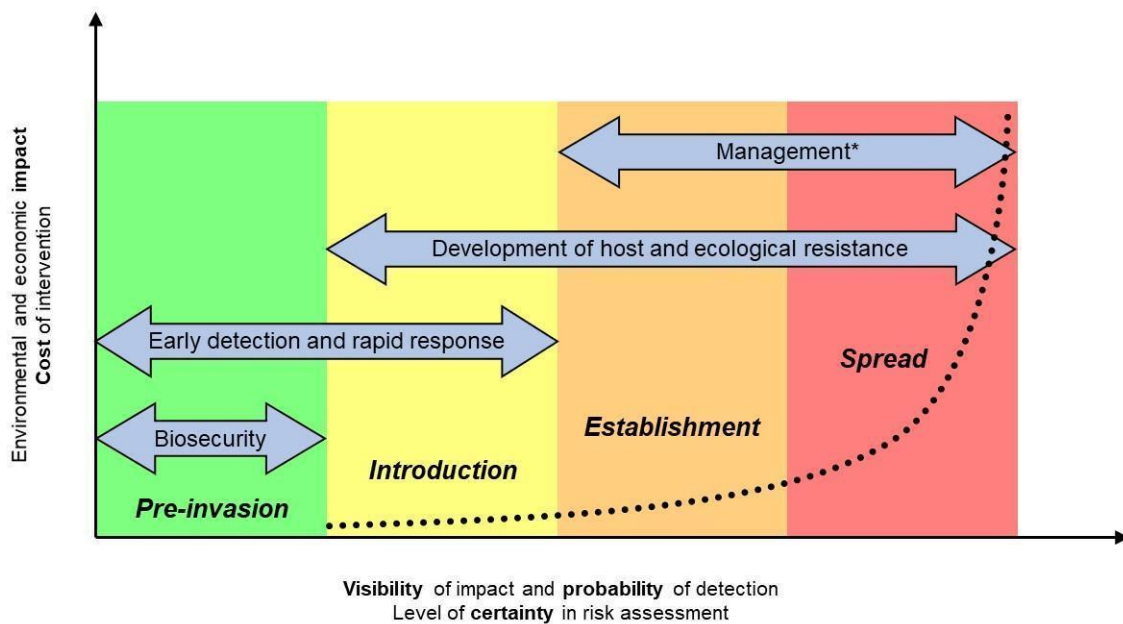 Environmental and economic impact
Cost of intervention
Management*
Development of host and ecological resistance
Early detection and rapid response
Spread
Biosecurity
Establishment
Introduction
Pre-invasion
Visibility of impact and probability of detection
Level of certainty in risk assessment